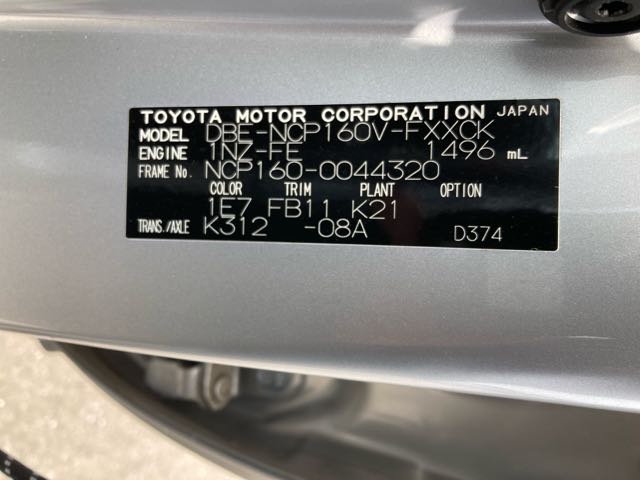 TOYOTA MOTOR CORPORATION JAPAN
MODEL DBE-NCP160V-FXXCK
ENGINE 1NZ-FE 1496 mL
FRAME No. NCP160-0044320
COLOR TRIM PLANT OPTION
1E7 FB11 K21
TRANS./AXLE K312 -08A D374